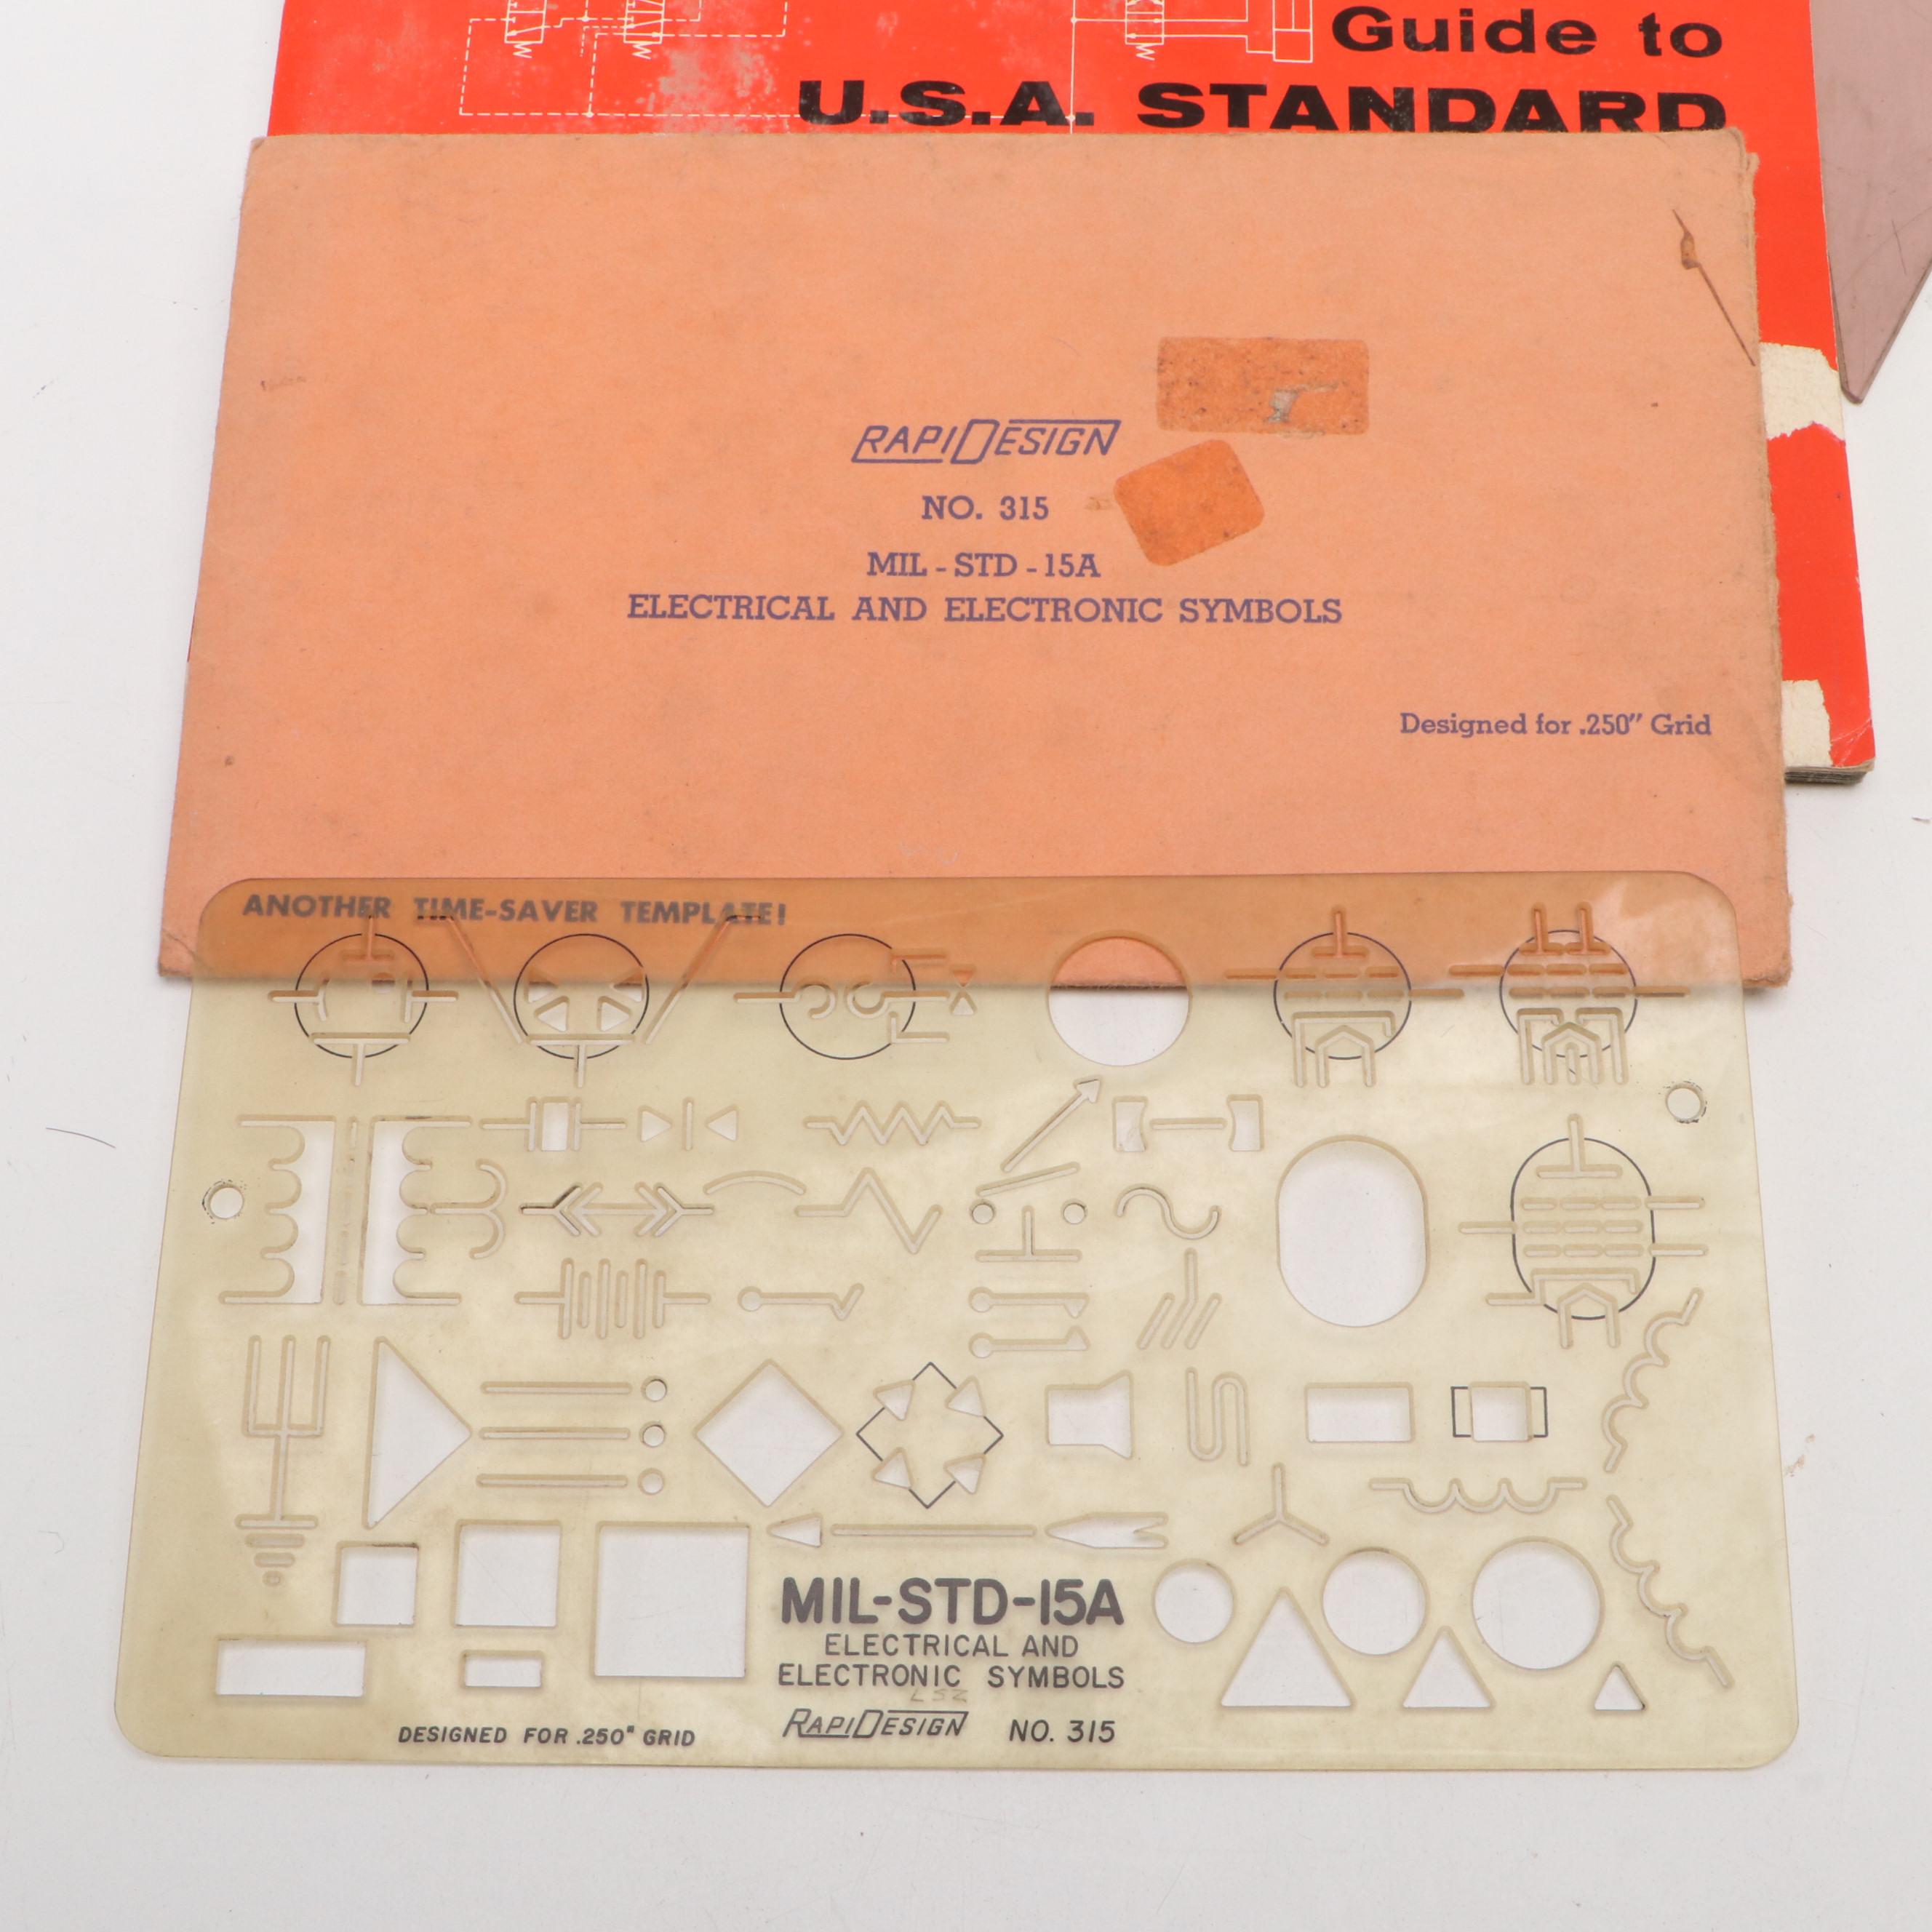 Guide to
U.S.A. STANDARD
RAPIDESIGN
NO. 315
MIL-STD-15A
ELECTRICAL AND ELECTRONIC SYMBOLS
Designed for .250" Grid
ANOTHER TIME-SAVER TEMPLATE!
MIL-STD-15A
ELECTRICAL AND
ELECTRONIC SYMBOLS
RAPIDESIGN NO. 315
DESIGNED FOR .250" GRID